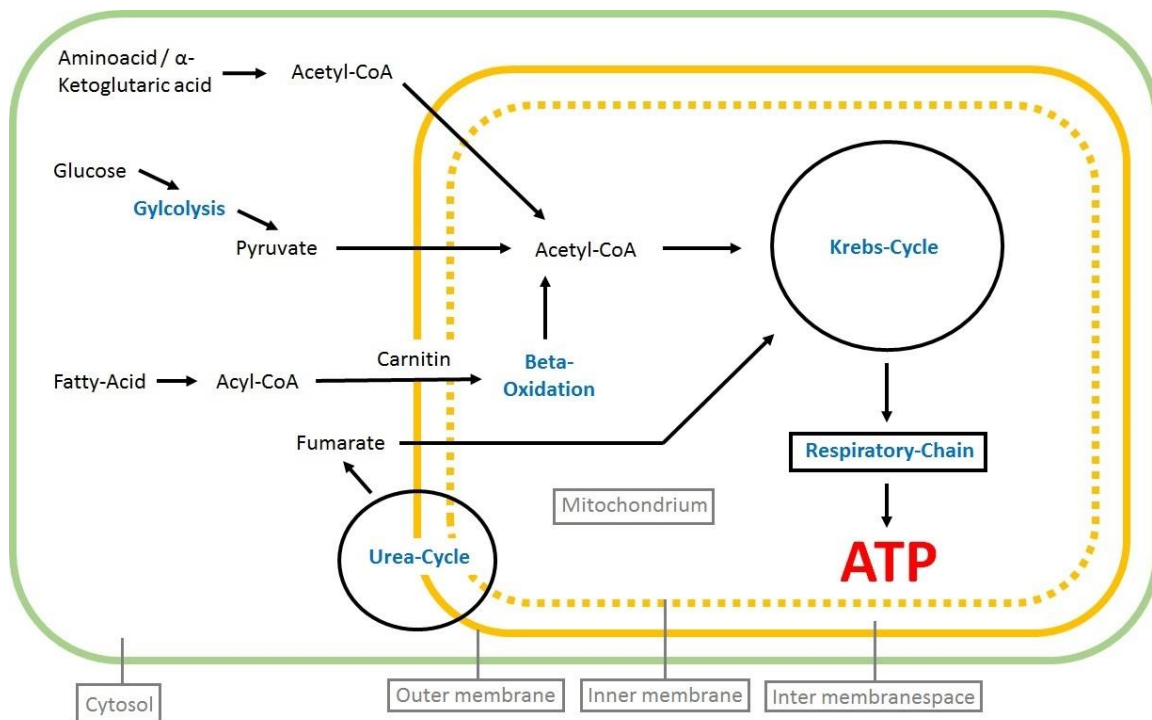 Aminoacid / α-
Ketoglutaric acid
Acetyl-CoA
Glucose
Gylcolysis
Pyruvate
Acetyl-CoA
Krebs-Cycle
Fatty-Acid
Acyl-CoA
Carnitin
Beta-
Oxidation
Fumarate
Respiratory-Chain
Mitochondrium
Urea-Cycle
ATP
Cytosol
Outer membrane
Inner membrane
Inter membranespace